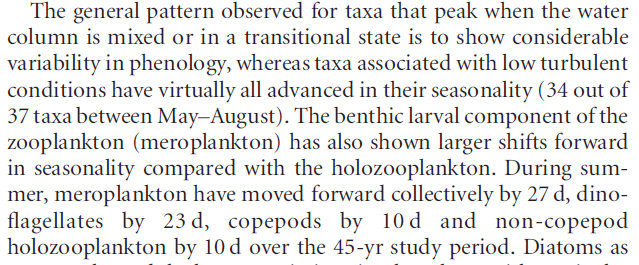 The general pattern observed for taxa that peak when the water
column is mixed or in a transitional state is to show considerable
variability in phenology, whereas taxa associated with low turbulent
conditions have virtually all advanced in their seasonality (34 out of
37 taxa between May–August). The benthic larval component of the
zooplankton (meroplankton) has also shown larger shifts forward
in seasonality compared with the holozooplankton. During sum-
mer, meroplankton have moved forward collectively by 27 d, dino-
flagellates by 23 d, copepods by 10 d and non-copepod
holozooplankton by 10 d over the 45-yr study period. Diatoms as